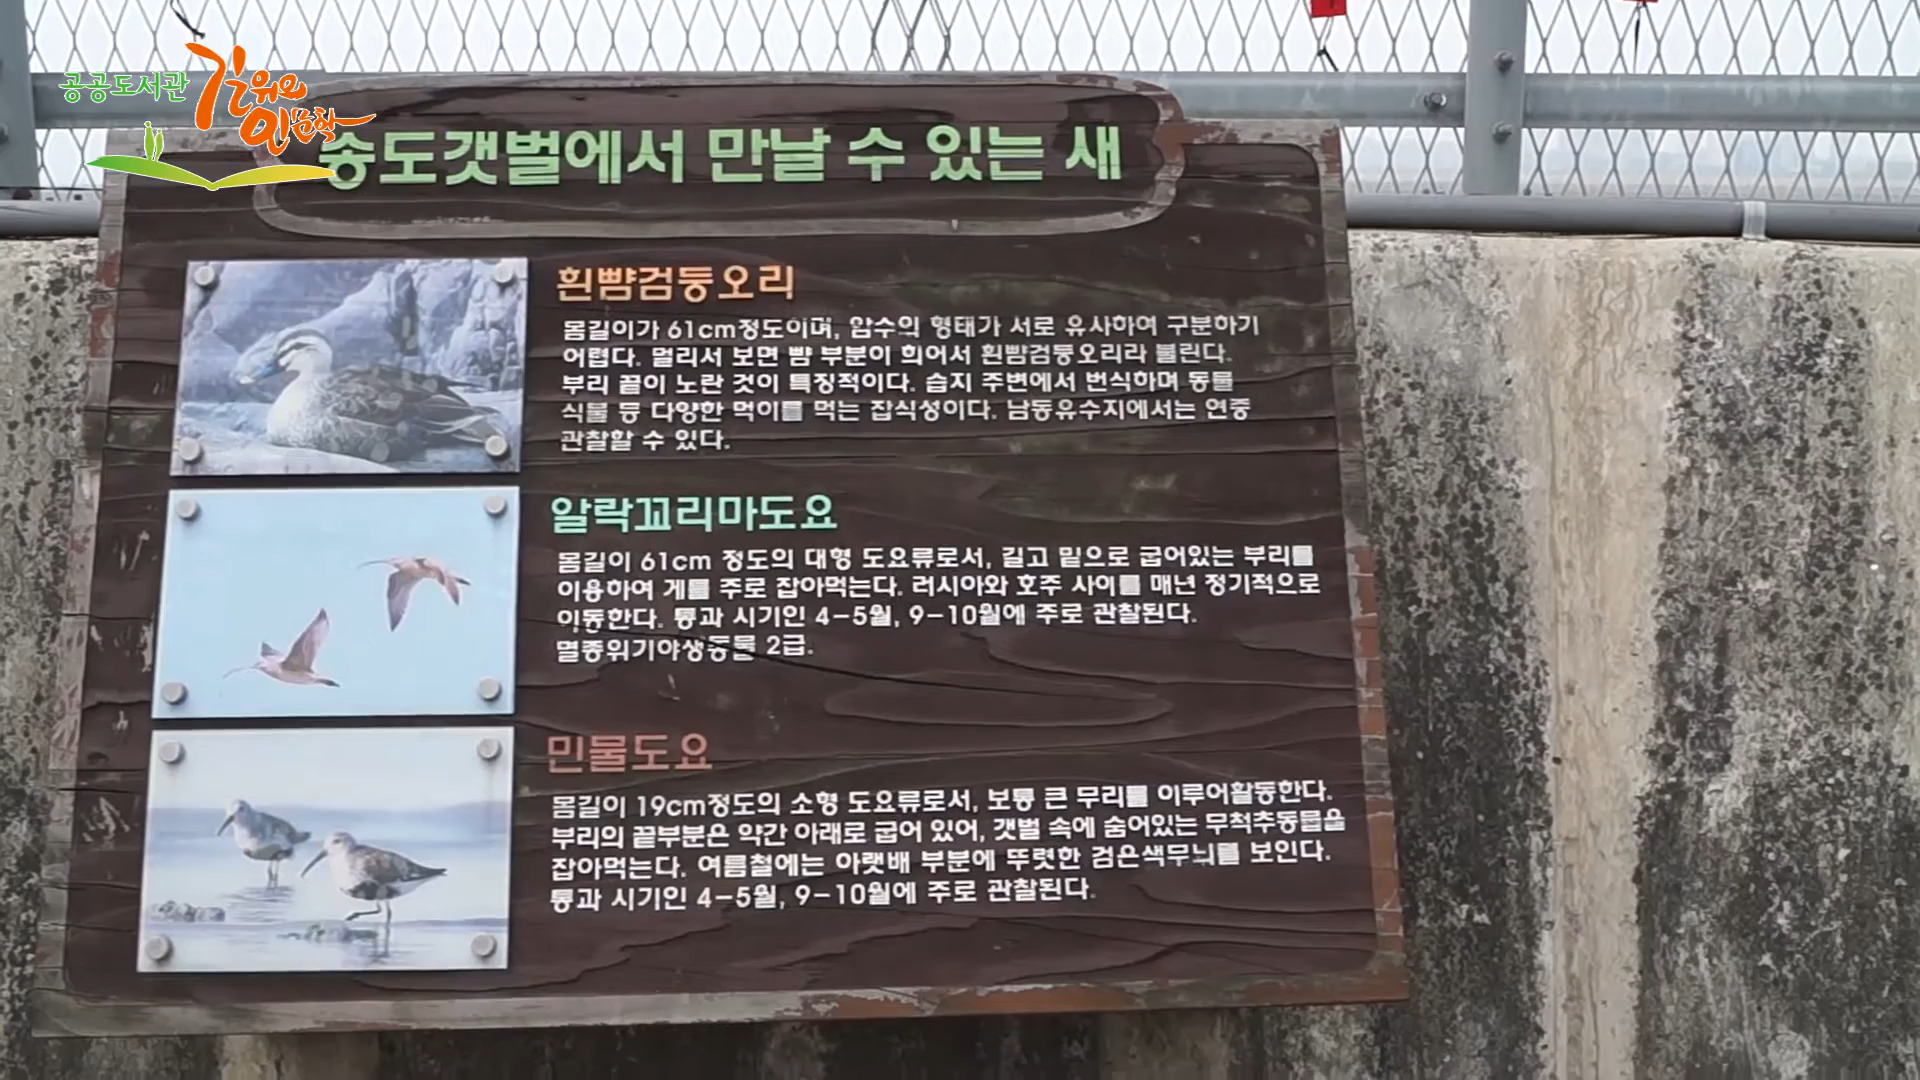 공공도서관
길위의
인문학
송도갯벌에서 만날 수 있는 새
흰뺨검둥오리
몸길이가 61cm정도이며, 암수의 형태가 서로 유사하여 구분하기
어렵다. 멀리서 보면 뺨 부분이 희어서 흰뺨검둥오리라 불린다.
부리 끝이 노란 것이 특징적이다. 습지 주변에서 번식하며 동물
식물 등 다양한 먹이를 먹는 잡식성이다. 남동유수지에서는 연중
관찰할 수 있다.
알락꼬리마도요
몸길이 61cm 정도의 대형 도요류로서, 길고 밑으로 굽어있는 부리를
이용하여 게를 주로 잡아먹는다. 러시아와 호주 사이를 매년 정기적으로
이동한다. 통과 시기인 4-5월, 9-10월에 주로 관찰된다.
멸종위기야생동물 2급.
민물도요
몸길이 19cm정도의 소형 도요류로서, 보통 큰 무리를 이루어활동한다.
부리의 끝부분은 약간 아래로 굽어 있어, 갯벌 속에 숨어있는 무척추동물을
잡아먹는다. 여름철에는 아랫배 부분에 뚜렷한 검은색무늬를 보인다.
통과 시기인 4-5월, 9-10월에 주로 관찰된다.